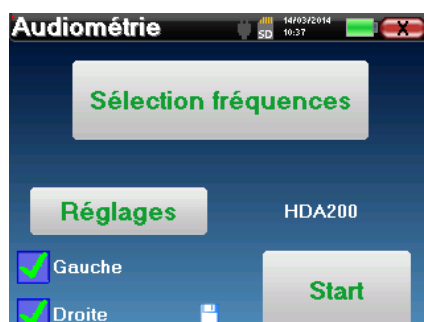 Audiométrie SD 14/03/2014
10:37 X
Sélection fréquences
Réglages HDA200
Gauche
Start
Droite